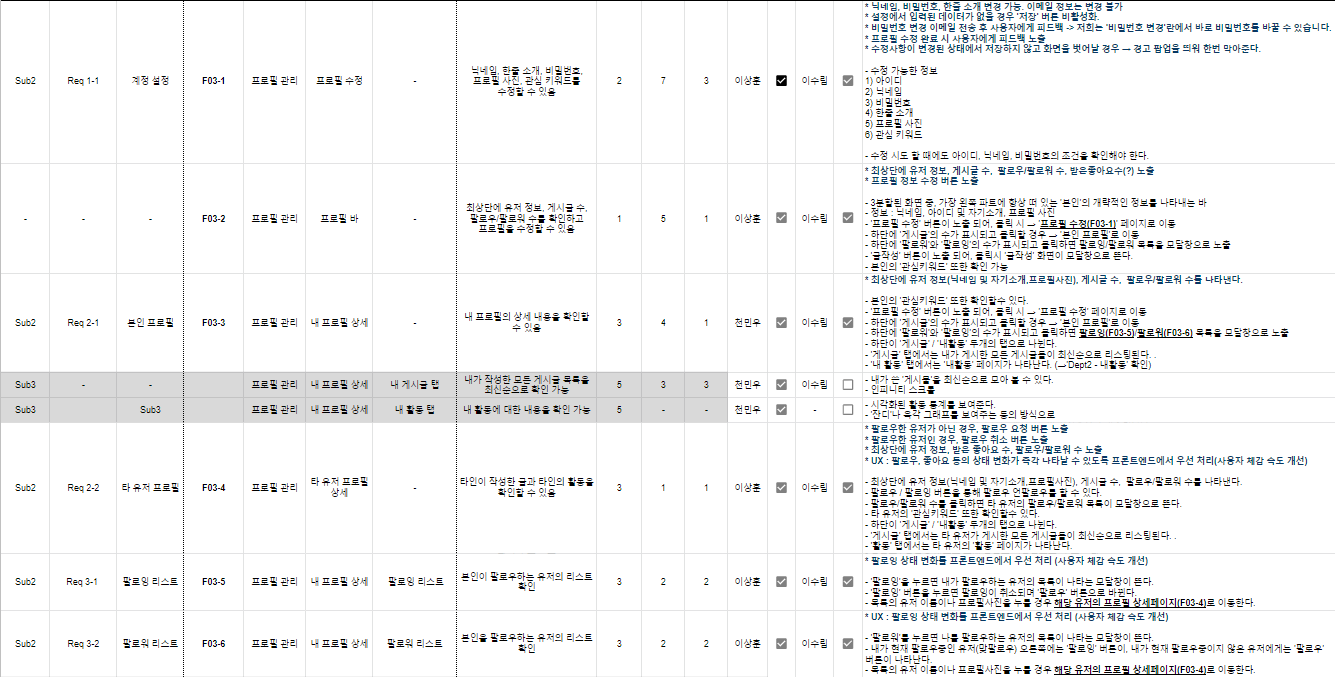 * 닉네임, 비밀번호, 한줄 소개 변경 가능. 이메일 정보는 변경 불가
* 설정에서 입력된 데이터가 없을 경우 '저장' 버튼 비활성화.
* 비밀번호 변경 이메일 전송 후 사용자에게 피드백 -> 저희는 '비밀번호 변경'란에서 바로 비밀번호를 바꿀 수 있습니다.
* 프로필 수정 완료 시 사용자에게 피드백 노출
* 수정사항이 변경된 상태에서 저장하지 않고 화면을 벗어날 경우 → 경고 팝업을 띄워 한번 막아준다.
Sub2 Req 1-1 계정 설정 F03-1 프로필 관리 프로필 수정 -
닉네임, 한줄 소개, 비밀번호,
프로필 사진, 관심 키워드를
수정할 수 있음
2 7 3 이상훈 이수림
- 수정 가능한 정보
1) 아이디
2) 닉네임
3) 비밀번호
4) 한줄 소개
5) 프로필 사진
6) 관심 키워드
- 수정 시도 할 때에도 아이디, 닉네임, 비밀번호의 조건을 확인해야 한다.
- - - F03-2 프로필 관리 프로필 바 -
최상단에 유저 정보, 게시글 수,
팔로우/팔로워 수를 확인하고
프로필을 수정할 수 있음
1 5 1 이상훈 이수림
* 최상단에 유저 정보, 게시글 수, 팔로우/팔로워 수, 받은좋아요수(?) 노출
* 프로필 정보 수정 버튼 노출
- 3분할된 화면 중, 가장 왼쪽 파트에 항상 떠 있는 '본인'의 개략적인 정보를 나타내는 바
- 정보 : 닉네임, 아이디 및 자기소개, 프로필 사진
- '프로필 수정' 버튼이 노출 되어, 클릭 시 → '프로필 수정(F03-1)' 페이지로 이동
- 하단에 '게시글'의 수가 표시되고 클릭할 경우 → '본인 프로필'로 이동
- 하단에 '팔로워'와 '팔로잉'의 수가 표시되고 클릭하면 팔로잉/팔로워 목록을 모달창으로 노출
- '글작성' 버튼이 노출 되어, 클릭시 '글작성' 화면이 모달창으로 뜬다.
- 본인의 '관심키워드' 또한 확인 가능
Sub2 Req 2-1 본인 프로필 F03-3 프로필 관리 내 프로필 상세 -
내 프로필의 상세 내용을 확인할
수 있음
3 4 1 천민우 이수림
* 최상단에 유저 정보(닉네임 및 자기소개,프로필사진), 게시글 수, 팔로우/팔로워 수를 나타낸다.
- 본인의 '관심키워드' 또한 확인할수 있다.
- '프로필 수정' 버튼이 노출 되어, 클릭 시 → '프로필 수정' 페이지로 이동
- 하단에 '게시글'의 수가 표시되고 클릭할 경우 → '본인 프로필'로 이동
- 하단에 '팔로워'와 '팔로잉'의 수가 표시되고 클릭하면 팔로잉(F03-5)/팔로워(F03-6) 목록을 모달창으로 노출
- 하단이 '게시글' / '내활동' 두개의 탭으로 나뉜다.
- '게시글' 탭에서는 내가 게시한 모든 게시글들이 최신순으로 리스팅된다. .
- '내 활동' 탭에서는 '내활동' 페이지가 나타난다. (→'Dept2 - 내활동' 확인)
Sub3 - - 프로필 관리 내 프로필 상세 내 게시글 탭
내가 작성한 모든 게시글 목록을
최신순으로 확인 가능
5 3 3 천민우 이수림
- 내가 쓴 '게시물'을 최신순으로 모아 볼 수 있다.
- 인피니티 스크롤
Sub3 Sub3 프로필 관리 내 프로필 상세 내 활동 탭 내 활동에 대한 내용을 확인 가능 5 - - 천민우 -
- 시각화된 활동 통계를 보여준다.
- '잔디'나 육각 그래프를 보여주는 등의 방식으로
Sub2 Req 2-2 타 유저 프로필 F03-4 프로필 관리
타 유저 프로필
상세
-
타인이 작성한 글과 타인의 활동을
확인할 수 있음
3 1 1 이상훈 이수림
* 팔로우한 유저가 아닌 경우, 팔로우 요청 버튼 노출
* 팔로우한 유저인 경우, 팔로우 취소 버튼 노출
* 최상단에 유저 정보, 받은 좋아요 수, 팔로우/팔로워 수 노출
* UX : 팔로우, 좋아요 등의 상태 변화가 즉각 나타날 수 있도록 프론트엔드에서 우선 처리(사용자 체감 속도 개선)
- 최상단에 유저 정보(닉네임 및 자기소개,프로필사진), 게시글 수, 팔로우/팔로워 수를 나타낸다.
- 팔로우 / 팔로잉 버튼을 통해 팔로우 언팔로우를 할 수 있다.
- 팔로우/팔로워 수를 클릭하면 타 유저의 팔로우/팔로워 목록이 모달창으로 뜬다.
- 타 유저의 '관심키워드' 또한 확인할수 있다.
- 하단이 '게시글' / '내활동' 두개의 탭으로 나뉜다.
- '게시글' 탭에서는 타 유저가 게시한 모든 게시글들이 최신순으로 리스팅된다. .
- '활동' 탭에서는 타 유저의 '활동' 페이지가 나타난다.
Sub2 Req 3-1 팔로잉 리스트 F03-5 프로필 관리 내 프로필 상세 팔로잉 리스트
본인이 팔로우하는 유저의 리스트
확인
3 2 2 이상훈 이수림
* 팔로잉 상태 변화를 프론트엔드에서 우선 처리 (사용자 체감 속도 개선)
- '팔로잉'을 누르면 내가 팔로우하는 유저의 목록이 나타는 모달창이 뜬다.
- '팔로잉' 버튼을 누르면 팔로잉이 취소되며 '팔로우' 버튼으로 바뀐다.
- 목록의 유저 이름이나 프로필사진을 누를 경우 해당 유저의 프로필 상세페이지(F03-4)로 이동한다.
Sub2 Req 3-2 팔로워 리스트 F03-6 프로필 관리 내 프로필 상세 팔로워 리스트
본인을 팔로우하는 유저의 리스트
확인
3 2 2 이상훈 이수림
* UX : 팔로잉 상태 변화를 프론트엔드에서 우선 처리 (사용자 체감 속도 개선)
- '팔로워'를 누르면 나를 팔로우하는 유저의 목록이 나타는 모달창이 뜬다.
- 내가 현재 팔로우중인 유저(맞팔로우) 오른쪽에는 '팔로잉' 버튼이, 내가 현재 팔로우중이지 않은 유저에게는 '팔로우'
버튼이 나타난다.
- 목록의 유저 이름이나 프로필사진을 누를 경우 해당 유저의 프로필 상세페이지(F03-4)로 이동한다.